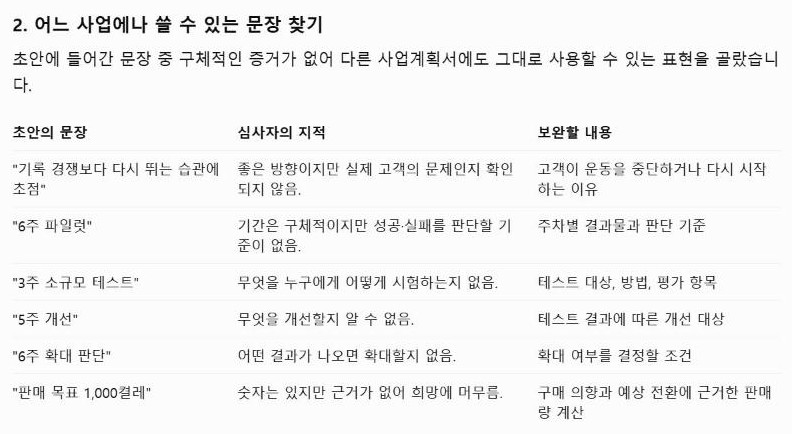 2. 어느 사업에나 쓸 수 있는 문장 찾기
초안에 들어간 문장 중 구체적인 증거가 없어 다른 사업계획서에도 그대로 사용할 수 있는 표현을 골랐습니
다.
초안의 문장 심사자의 지적 보완할 내용
"기록 경쟁보다 다시 뛰는 습관에 좋은 방향이지만 실제 고객의 문제인지 확인 고객이 운동을 중단하거나 다시 시작
초점" 되지 않음. 하는 이유
"6주 파일럿" 기간은 구체적이지만 성공·실패를 판단할 기 주차별 결과물과 판단 기준
준이 없음.
"3주 소규모 테스트" 무엇을 누구에게 어떻게 시험하는지 없음. 테스트 대상, 방법, 평가 항목
"5주 개선" 무엇을 개선할지 알 수 없음. 테스트 결과에 따른 개선 대상
"6주 확대 판단" 어떤 결과가 나오면 확대할지 없음. 확대 여부를 결정할 조건
"판매 목표 1,000켤레" 숫자는 있지만 근거가 없어 희망에 머무름. 구매 의향과 예상 전환에 근거한 판매
량 계산